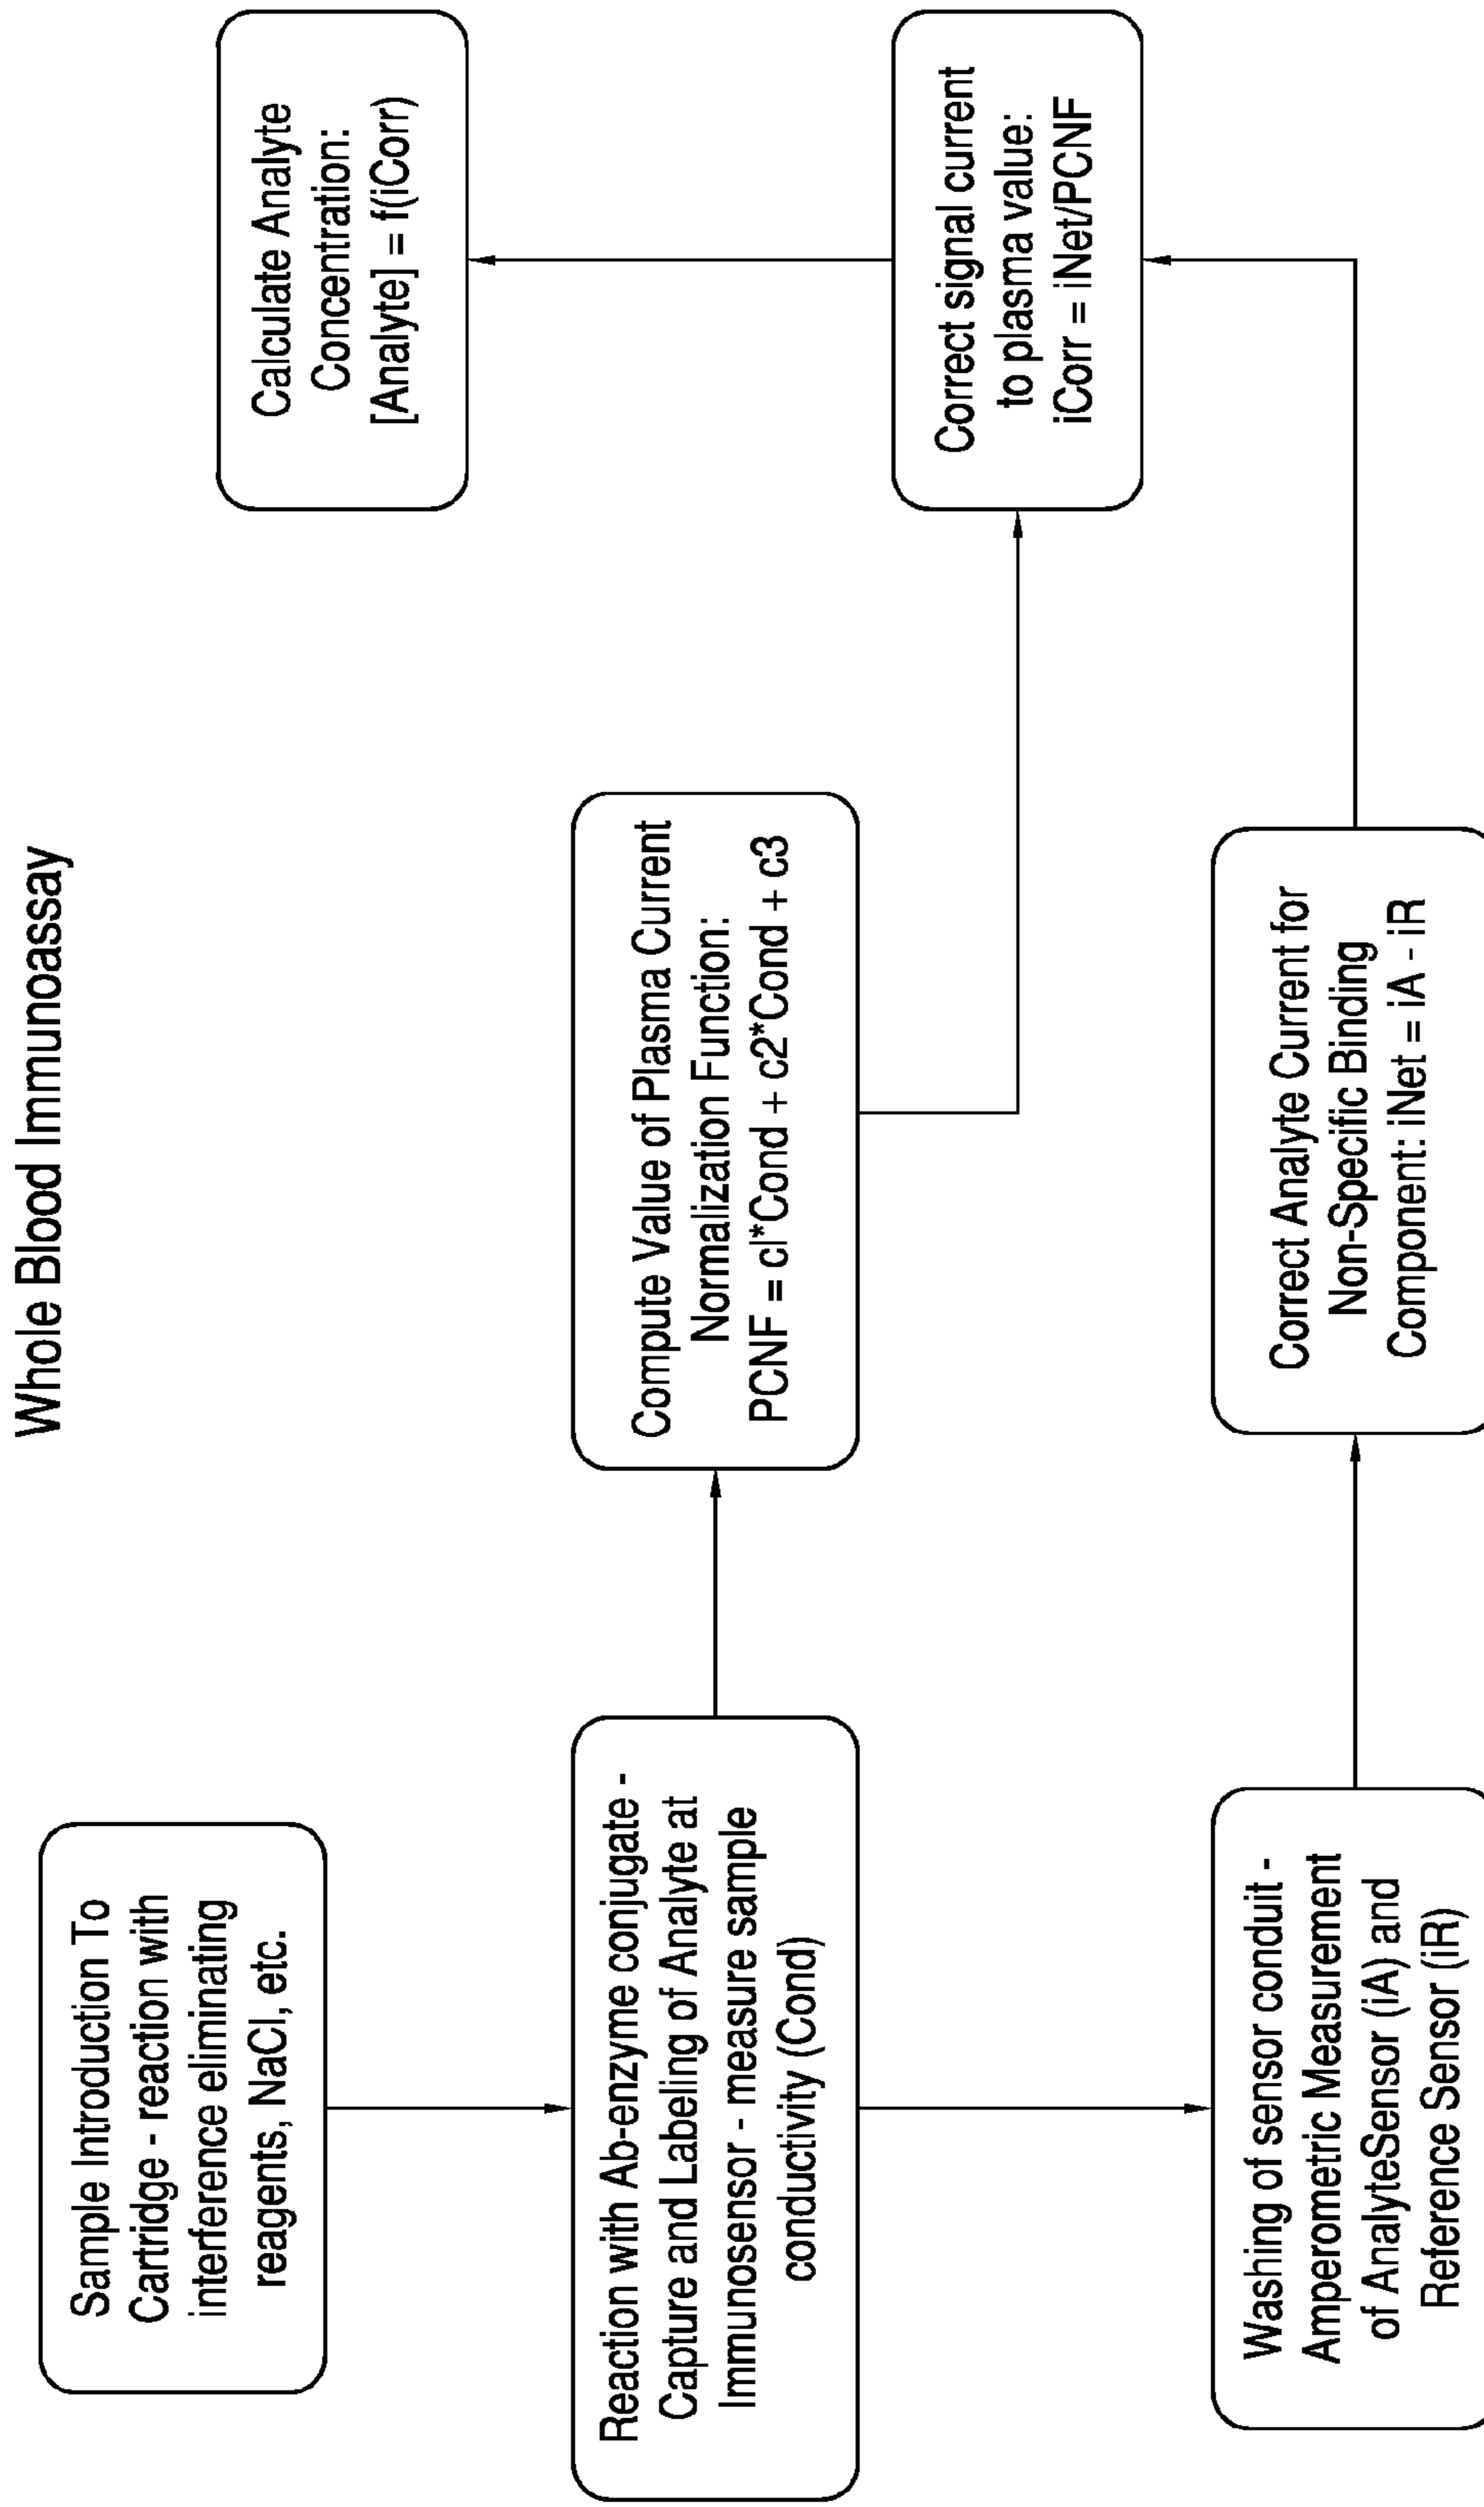 Whole Blood Immunoassay
Sample Introduction To
Cartridge - reaction with
interference eliminating
reagents, NaCl, etc.
Reaction with Ab-enzyme conjugate -
Capture and Labeling of Analyte at
Immunosensor - measure sample
conductivity (Cond)
Compute Value of Plasma Current
Normalization Function:
PCNF = cl*Cond + c2*Cond + c3
Washing of sensor conduit -
Amperometric Measurement
of AnalyteSensor (iA) and
Reference Sensor (iR)
Correct Analyte Current for
Non-Specific Binding
Component: iNet = iA - iR
Correct signal current
to plasma value:
iCorr = iNet/PCNF
Calculate Analyte
Concentration:
[Analyte] = f(iCorr)